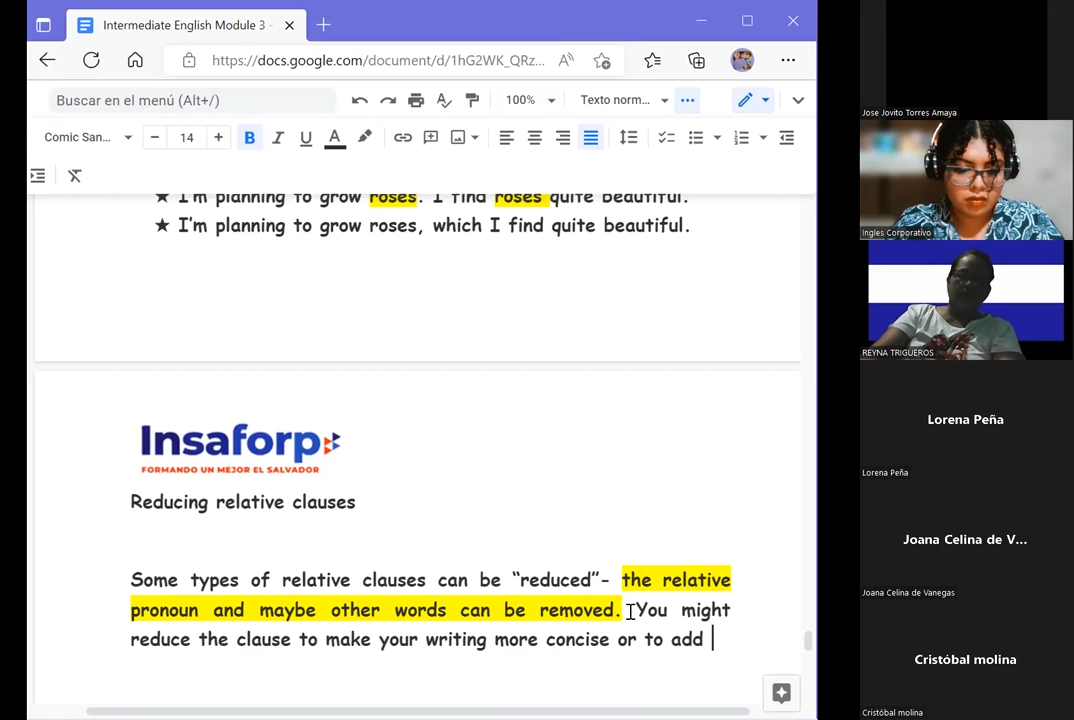 Intermediate English Module 3 -
https://docs.google.com/document/d/1hG2WK_QRz...
Buscar en el menú (Alt+/)
100%
Texto norm...
Comic San...
14
★ I'm planning to grow roses. I find roses quite beautiful.
★ I'm planning to grow roses, which I find quite beautiful.
Insaforp
FORMANDO UN MEJOR EL SALVADOR
Reducing relative clauses
Some types of relative clauses can be “reduced”- the relative
pronoun and maybe other words can be removed. You might
reduce the clause to make your writing more concise or to add
Jose Jovito Torres Amaya
Ingles Corporativo
REYNA TRIGUEROS
Lorena Peña
Lorena Peña
Joana Celina de V...
Joana Celina de Vanegas
Cristóbal molina
Cristóbal molina